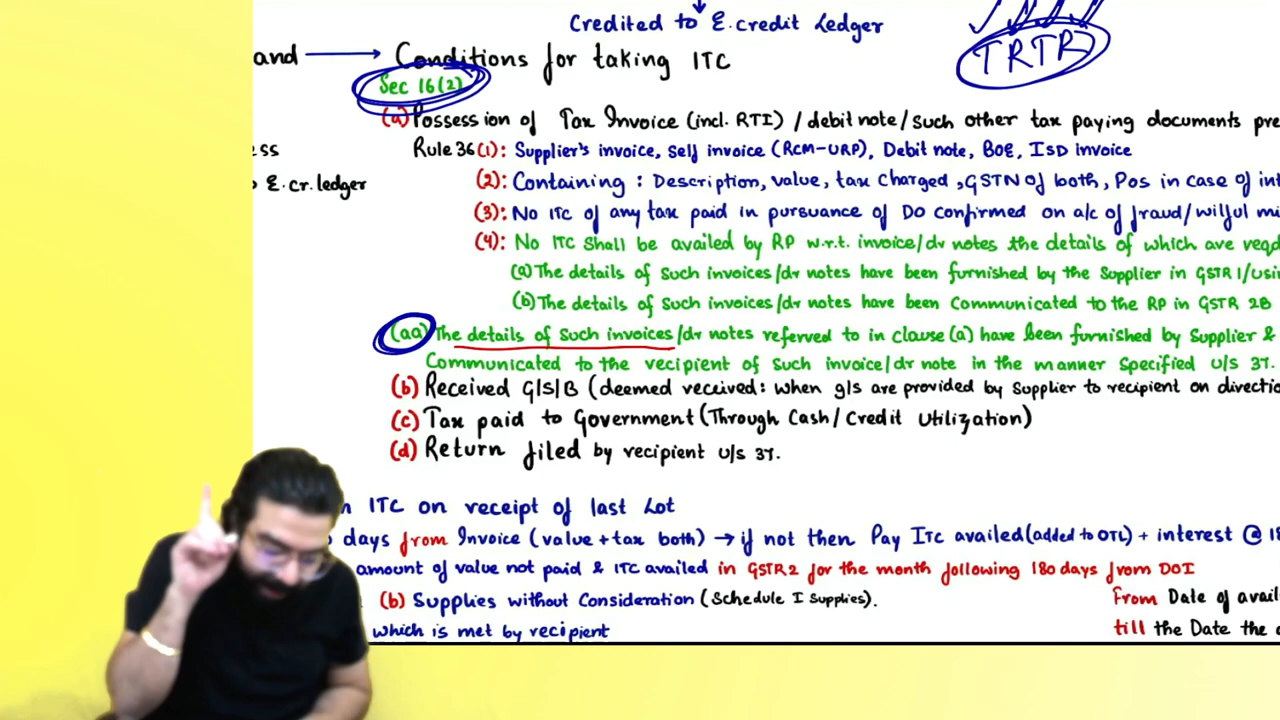 Credited to E.credit Ledger
TRTR7
and → Conditions for taking ITC
Sec 16(2)
(a) Possession of Tax Invoice (incl. RTI) / debit note/such other tax paying documents pre
ess
Rule 36 (1): Supplier's invoice, Self invoice (RCM-URP), Debit note, BOE, ISD invoice
E.cr.ledger
(2): Containing : Description, value, tax charged, GSTN of both, Pos in case of int
(3): No ITC of any tax paid in pursuance of DO confirmed on a/c of fraud/wilful mi
(4): No ITC shall be availed by RP w.r.t. invoice/dr notes the details of which are reqd
(a) The details of Such invoices/dr notes have been furnished by the Supplier in GSTR1/usin
(b) The details of Such invoices/dr notes have been Communicated to the RP in GSTR 2B
(aa) The details of Such invoices/dr notes referred to in clause (a) have been furnished by Supplier &
Communicated to the recipient of Such invoice/dr note in the manner Specified U/S 37.
(b) Received G/S/B (deemed received: when g/s are provided by Supplier to recipient on directio
(c) Tax paid to Government (Through Cash/Credit Utilization)
(d) Return filed by recipient U/s 37.
ITC on receipt of last Lot
days from Invoice (value+tax both) → if not then Pay ITC availed (added to OTL) + interest @ 18
amount of value not paid & ITC availed in GSTR2 for the month following 180 days from DOI
(b) Supplies without Consideration (Schedule I Supplies).
From Date of avail
which is met by recipient
till the Date the